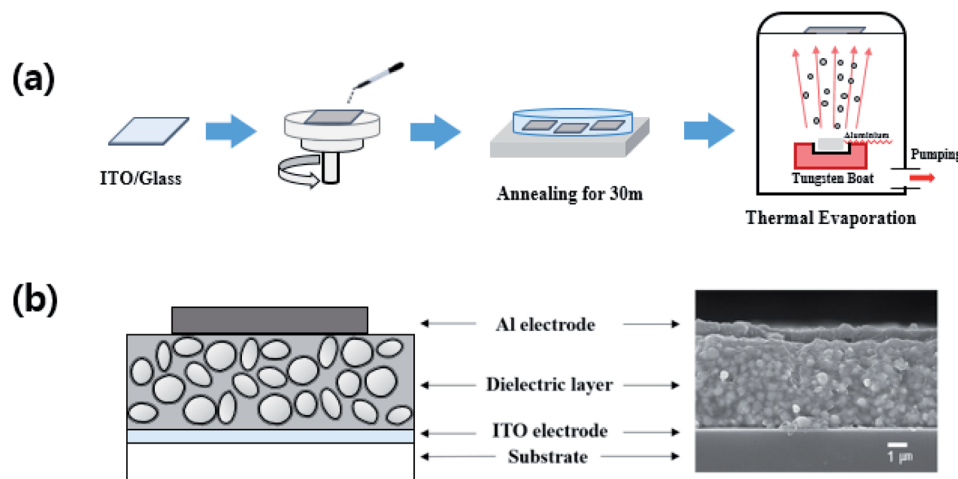 (a)
ITO/Glass
Annealing for 30m
Aluminium
Tungsten Boat
Pumping
Thermal Evaporation
(b)
Al electrode
Dielectric layer
ITO electrode
Substrate
1 μm